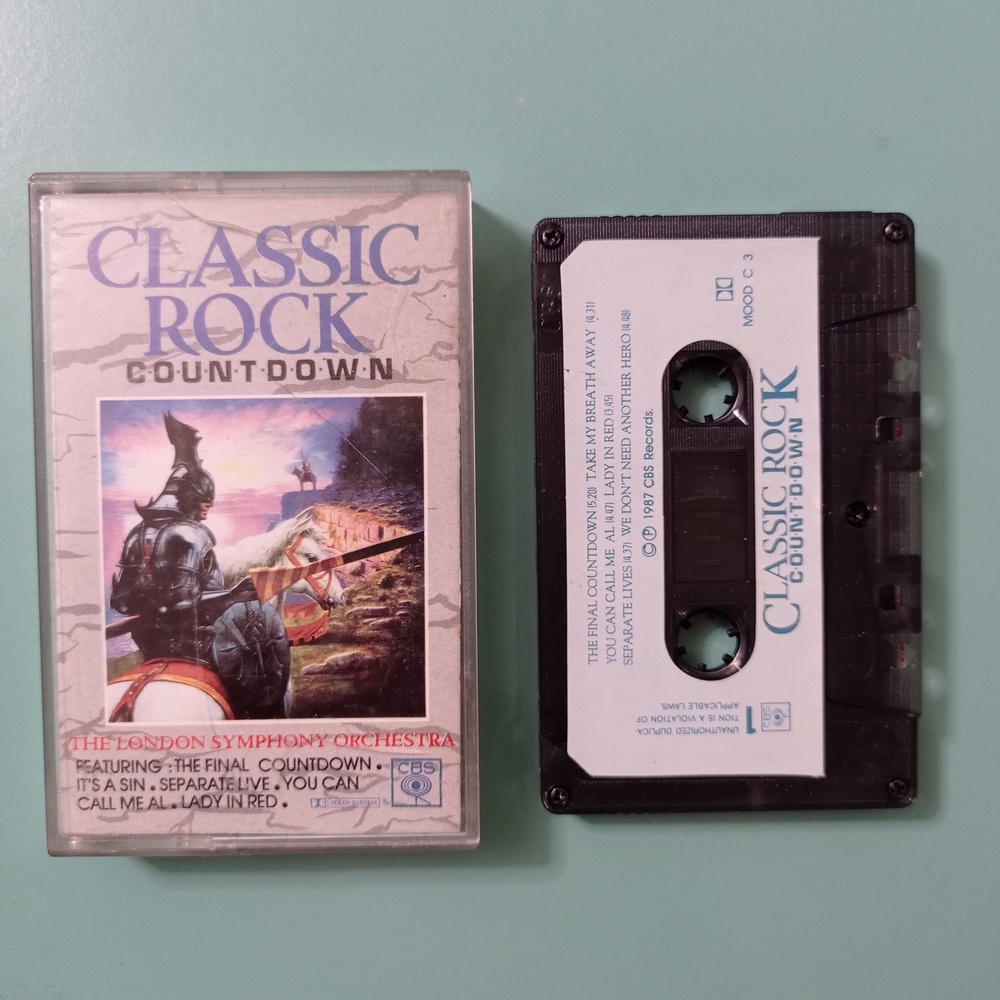 CLASSIC
ROCK
C·O·U·N·T·D·O·W·N
THE LONDON SYMPHONY ORCHESTRA
FEATURING : THE FINAL COUNTDOWN •
IT'S A SIN • SEPARATE LIVE • YOU CAN
CALL ME AL • LADY IN RED •
DOLBY SYSTEM
CBS
THE FINAL COUNTDOWN (5.20) TAKE MY BREATH AWAY (4.31)
YOU CAN CALL ME AL (4.47) LADY IN RED (3.45)
SEPARATE LIVES (4.37) WE DON'T NEED ANOTHER HERO (4.48)
© ℗ 1987 CBS Records.
MOOD C 3
CLASSIC ROCK
C·O·U·N·T·D·O·W·N
1
UNAUTHORIZED DUPLICA-
TION IS A VIOLATION OF
APPLICABLE LAWS.
CBS